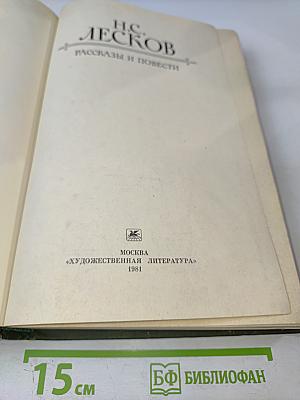 Н.С.
ЛЕСКОВ
РАССКАЗЫ И ПОВЕСТИ
МОСКВА
«ХУДОЖЕСТВЕННАЯ ЛИТЕРАТУРА»
1981
15 см
БФ БИБЛИОФАН